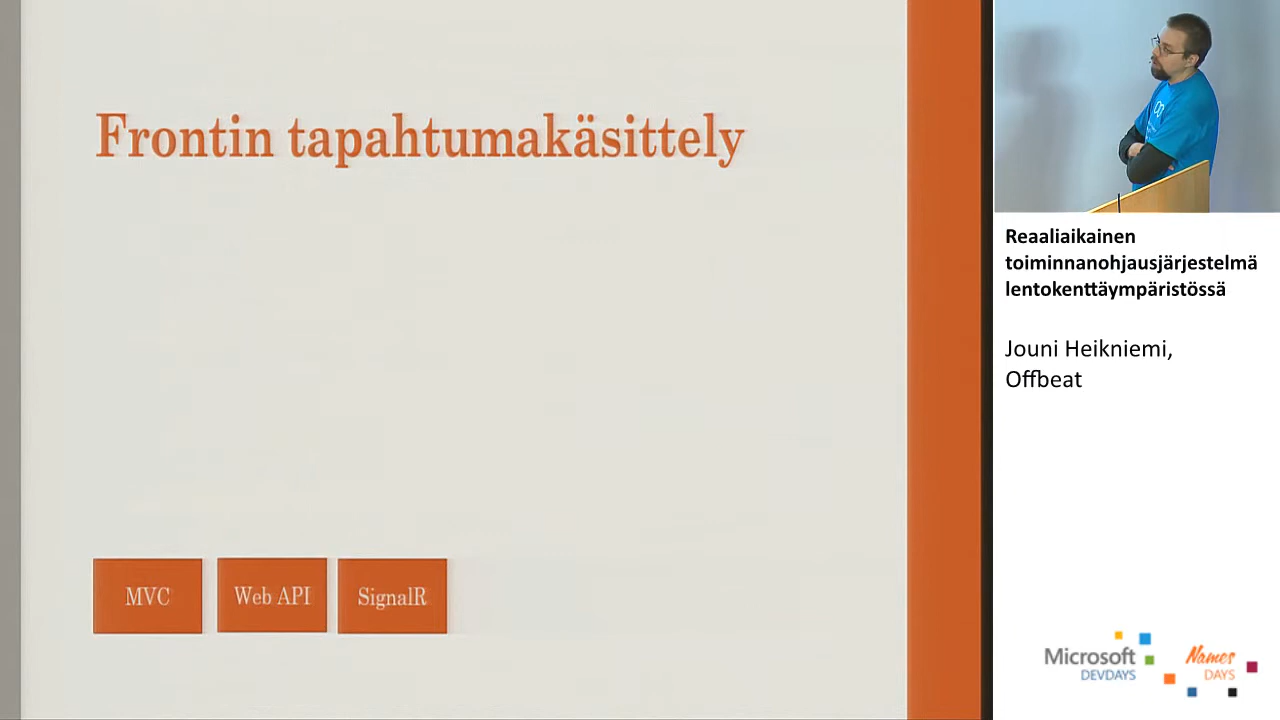 Frontin tapahtumakäsittely
MVC
Web API
SignalR
Reaaliaikainen
toiminnanohjausjärjestelmä
lentokenttäympäristössä
Jouni Heikniemi,
Offbeat
Microsoft
DEVDAYS
Names
DAYS